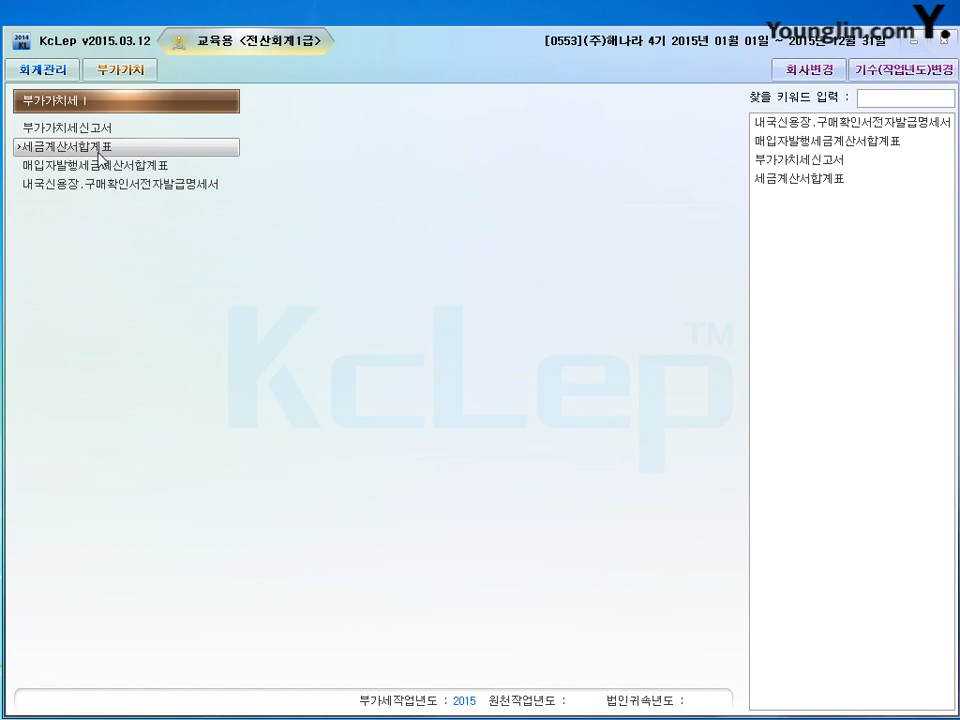 Younglin.com Y.
2014 KL KcLep v2015.03.12 교육용 <전산회계1급> [0553](주)해나라 4기 2015년 01월 01일 ~ 2015년 12월 31일
회계관리 부가가치 회사변경 기수(작업년도)변경
부가가치세 I
부가가치세신고서
세금계산서합계표
매입자발행세금계산서합계표
내국신용장.구매확인서전자발급명세서
찾을 키워드 입력 :
내국신용장.구매확인서전자발급명세서
매입자발행세금계산서합계표
부가가치세신고서
세금계산서합계표
KcLep TM
부가세작업년도 : 2015 원천작업년도 : 법인귀속년도 :